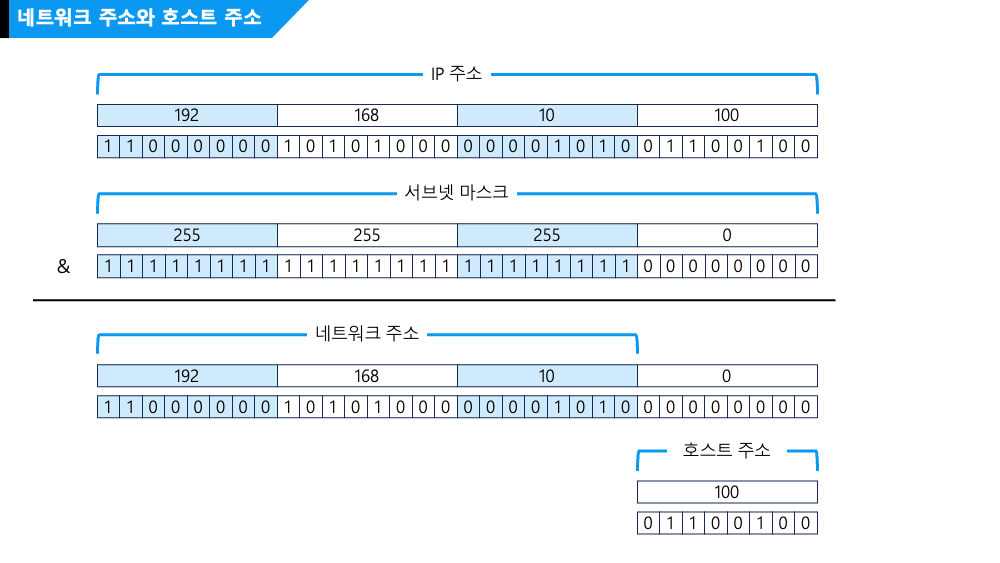 네트워크 주소와 호스트 주소
IP 주소
192 168 10 100
1 1 0 0 0 0 0 0 1 0 1 0 1 0 0 0 0 0 0 0 1 0 1 0 0 1 1 0 0 1 0 0
서브넷 마스크
255 255 255 0
& 1 1 1 1 1 1 1 1 1 1 1 1 1 1 1 1 1 1 1 1 1 1 1 1 0 0 0 0 0 0 0 0
네트워크 주소
192 168 10 0
1 1 0 0 0 0 0 0 1 0 1 0 1 0 0 0 0 0 0 0 1 0 1 0 0 0 0 0 0 0 0 0
호스트 주소
100
0 1 1 0 0 1 0 0